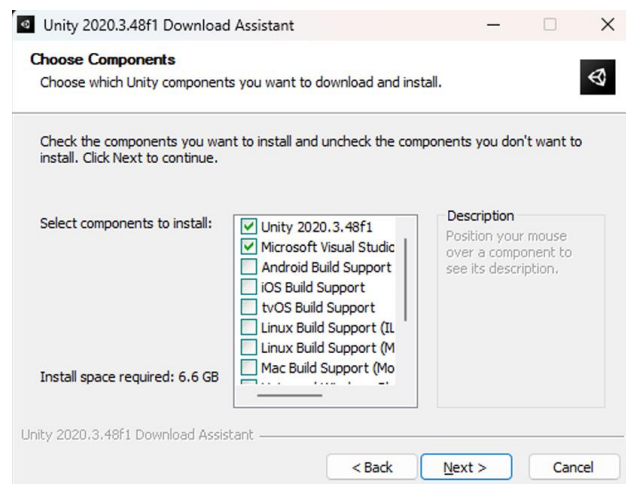 Unity 2020.3.48f1 Download Assistant
Choose Components
Choose which Unity components you want to download and install.
Check the components you want to install and uncheck the components you don't want to
install. Click Next to continue.
Select components to install:
Unity 2020.3.48f1
Microsoft Visual Studio
Android Build Support
iOS Build Support
tvOS Build Support
Linux Build Support (IL
Linux Build Support (M
Mac Build Support (Mo
Description
Position your mouse
over a component to
see its description.
Install space required: 6.6 GB
Unity 2020.3.48f1 Download Assistant
< Back
Next >
Cancel